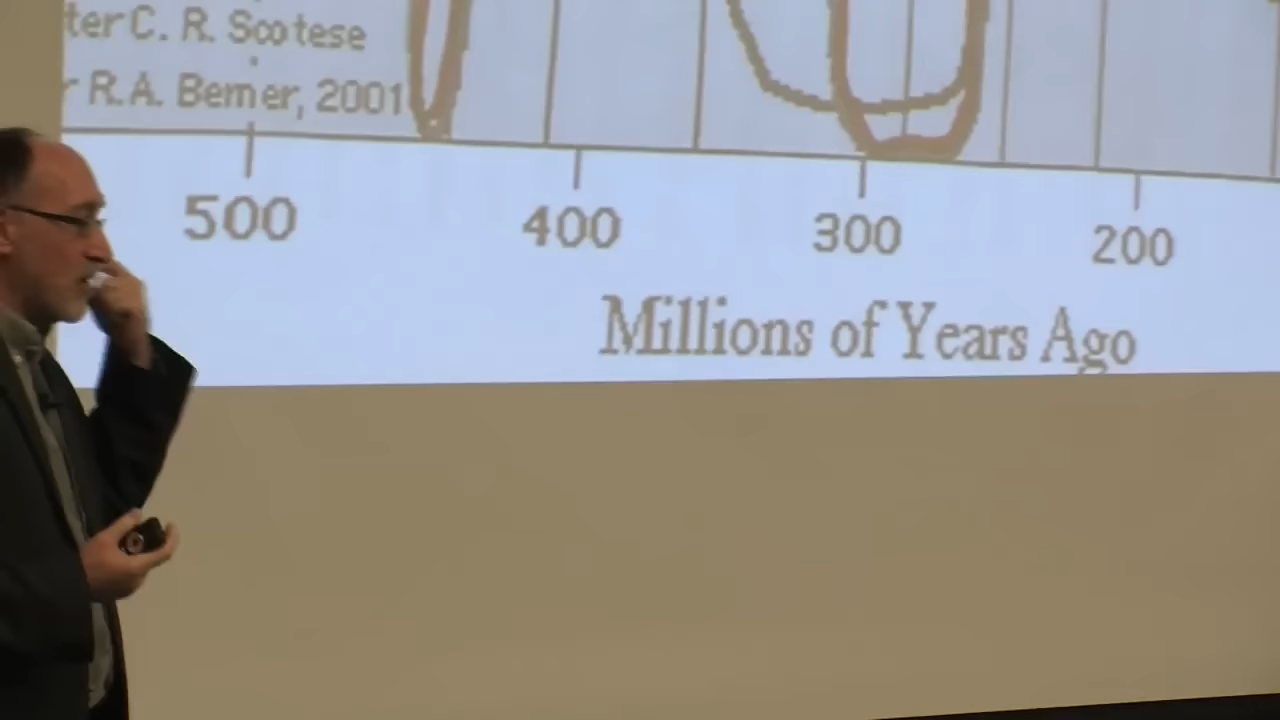 ter C. R. Scotese
r R.A. Berner, 2001
500 400 300 200
Millions of Years Ago